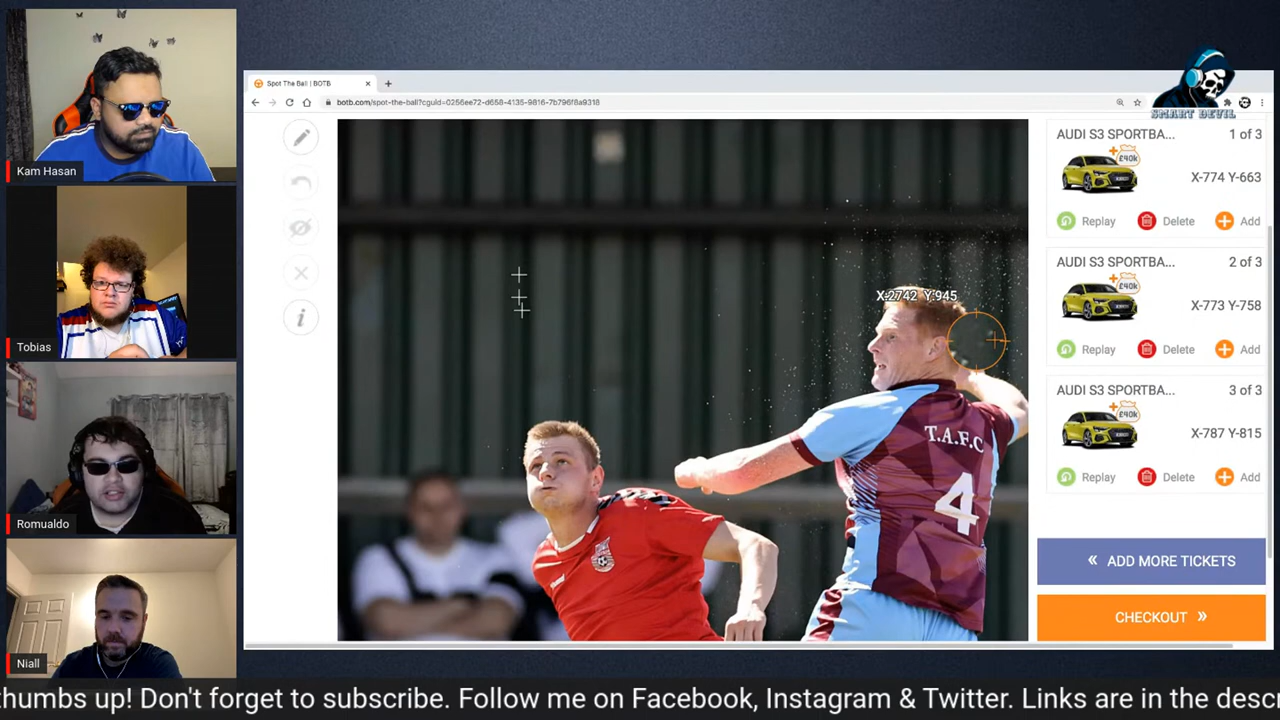 Kam Hasan
Tobias
Romualdo
Niall
Spot The Ball | BOTB
botb.com/spot-the-ball?cguid=0256ee72-d658-4135-9816-7b796f8a9318
SMART DEVIL
X:2742 Y:945
T.A.F.C
4
AUDI S3 SPORTBA... 1 of 3
£40k
X-774 Y-663
Replay Delete Add
AUDI S3 SPORTBA... 2 of 3
£40k
X-773 Y-758
Replay Delete Add
AUDI S3 SPORTBA... 3 of 3
£40k
X-787 Y-815
Replay Delete Add
« ADD MORE TICKETS
CHECKOUT »
thumbs up! Don't forget to subscribe. Follow me on Facebook, Instagram & Twitter. Links are in the descr